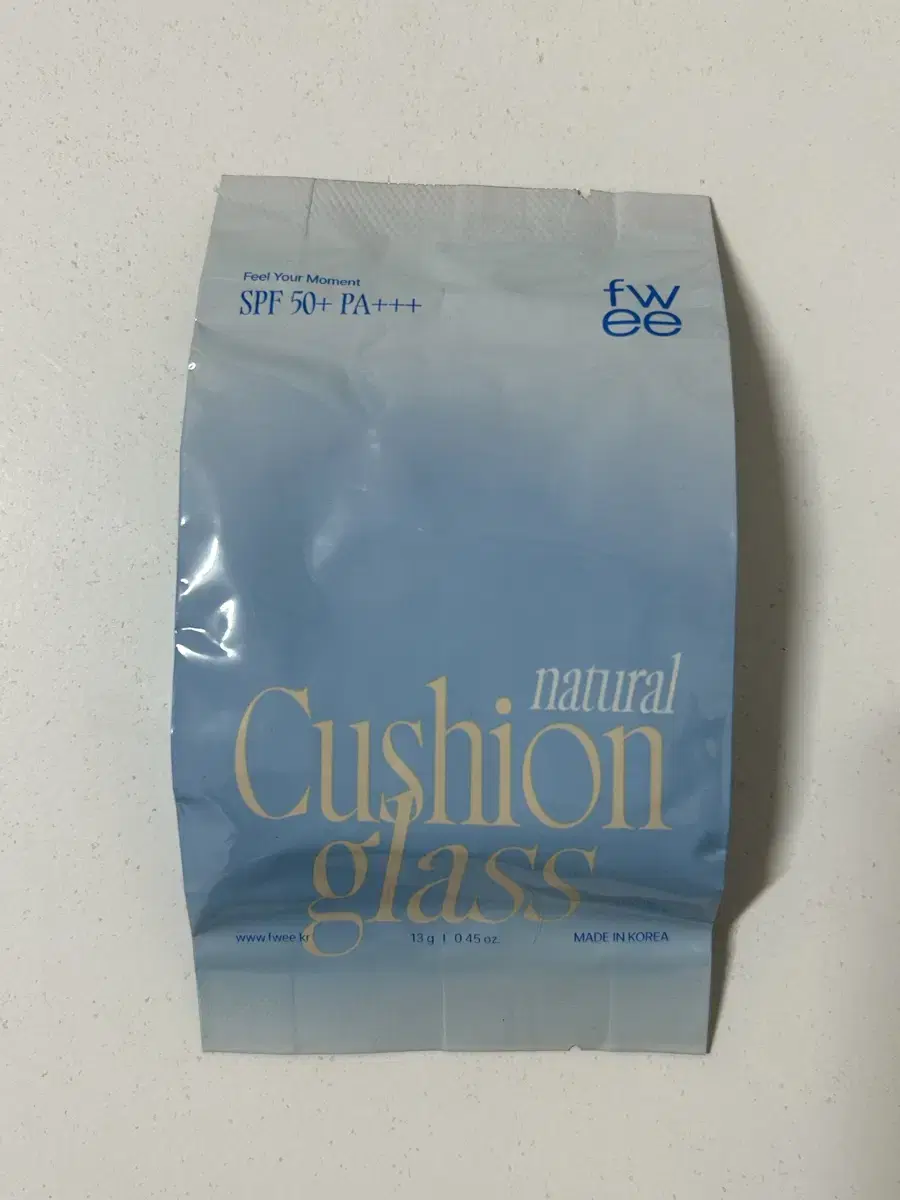 Feel Your Moment
SPF 50+ PA+++
fw
ee
natural
Cushion
glass
www.fwee.kr
13 g | 0.45 oz.
MADE IN KOREA